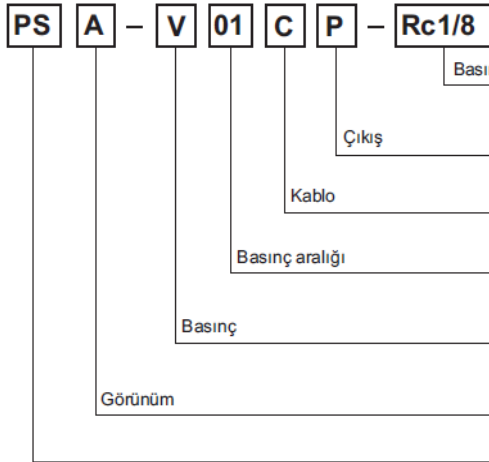 PS A – V 01 C P – Rc1/8
Çıkış
Kablo
Basınç aralığı
Basınç
Görünüm